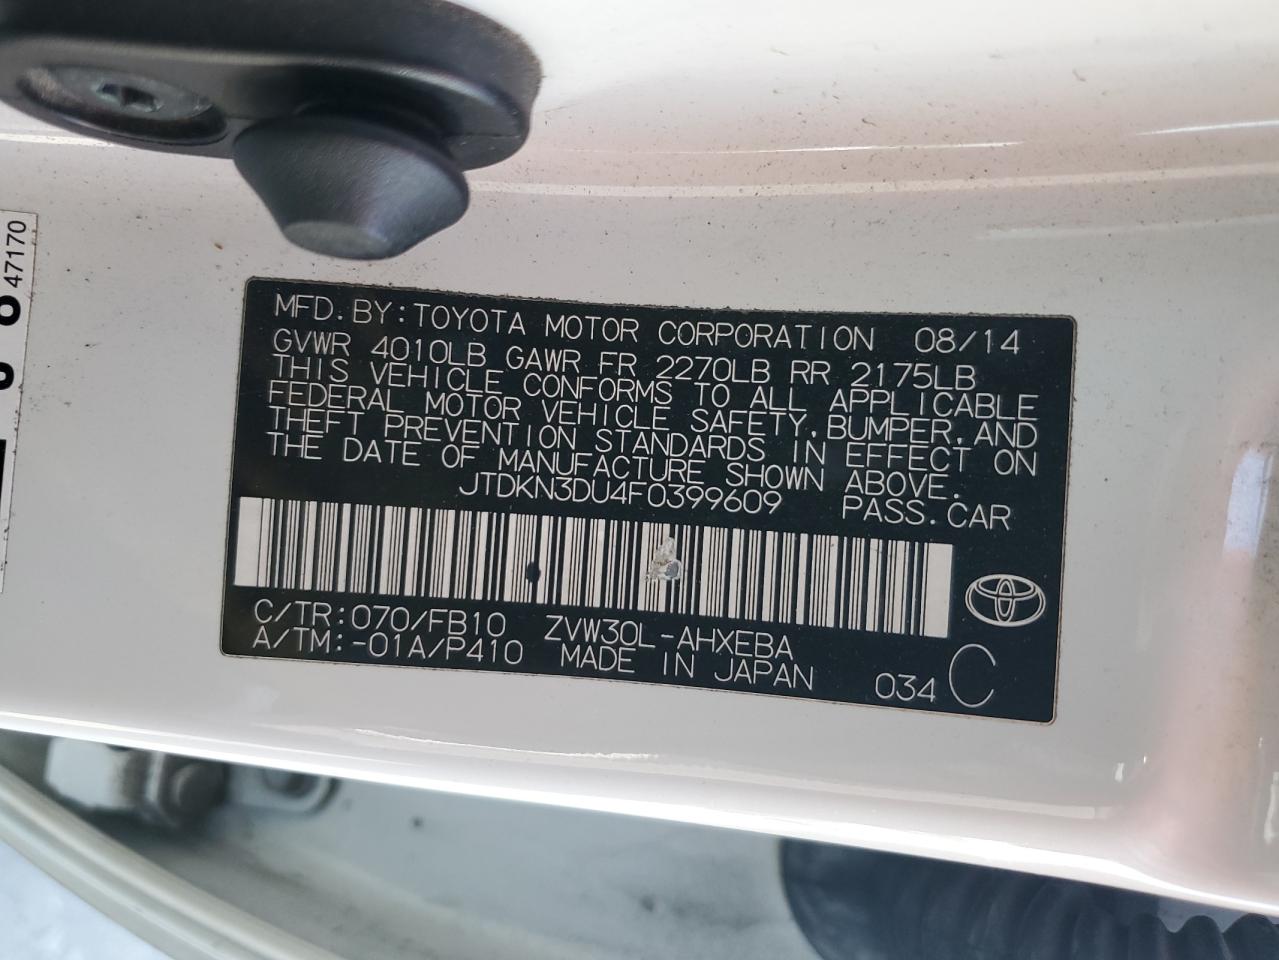 MFD. BY: TOYOTA MOTOR CORPORATION 08/14
GVWR 4010LB GAWR FR 2270LB RR 2175LB
THIS VEHICLE CONFORMS TO ALL APPLICABLE
FEDERAL MOTOR VEHICLE SAFETY, BUMPER, AND
THEFT PREVENTION STANDARDS IN EFFECT ON
THE DATE OF MANUFACTURE SHOWN ABOVE.
JTDKN3DU4F0399609 PASS. CAR
C/TR: 070/FB10 ZVW30L-AHXEBA
A/TM: -01A/P410 MADE IN JAPAN
034 C
47170